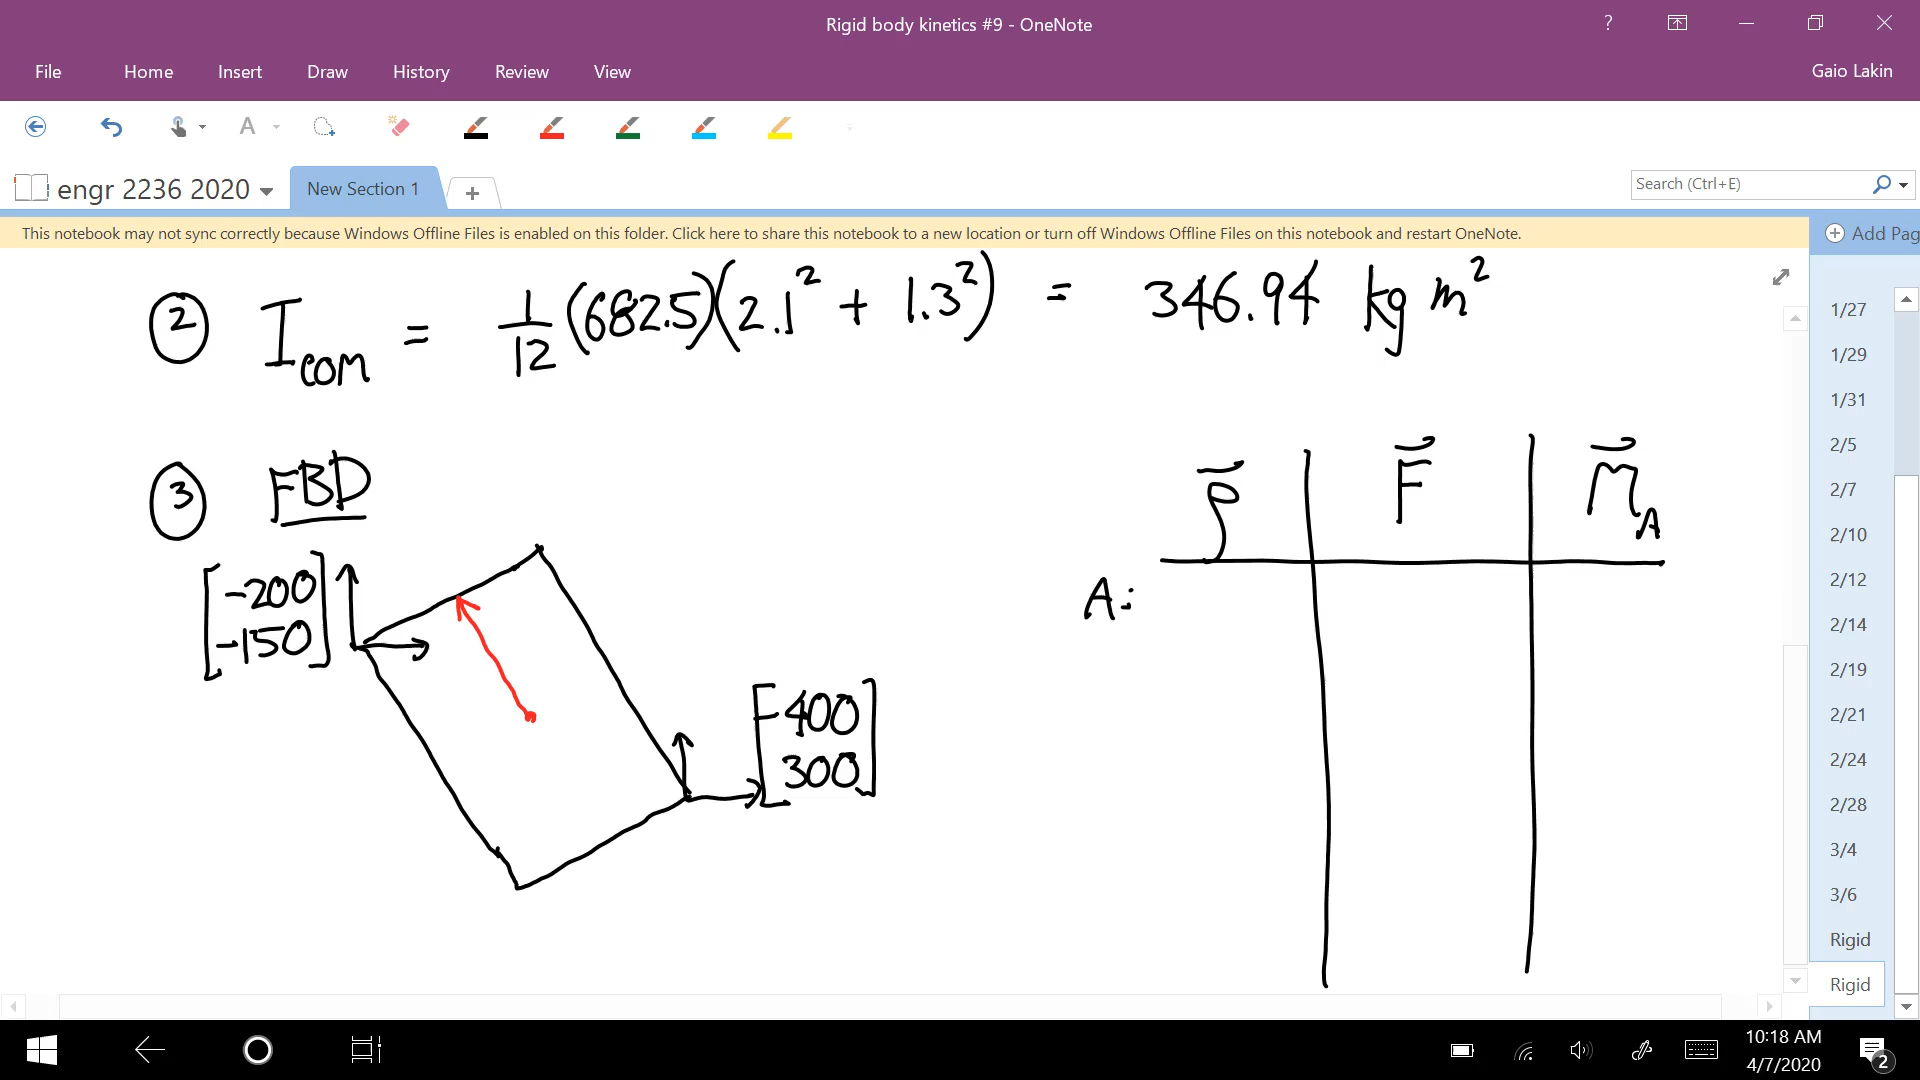 Rigid body kinetics #9 - OneNote
?
File Home Insert Draw History Review View
Gaio Lakin
A
engr 2236 2020
New Section 1
+
Search (Ctrl+E)
This notebook may not sync correctly because Windows Offline Files is enabled on this folder. Click here to share this notebook to a new location or turn off Windows Offline Files on this notebook and restart OneNote.
Add Pag
② I_com = 1/12 (682.5)(2.1² + 1.3²) = 346.94 kg m²
③ FBD
[-200
-150]
[-400
300]
ρ⃗ | F⃗ | M⃗_A
A:
1/27
1/29
1/31
2/5
2/7
2/10
2/12
2/14
2/19
2/21
2/24
2/28
3/4
3/6
Rigid
Rigid
10:18 AM
4/7/2020
2